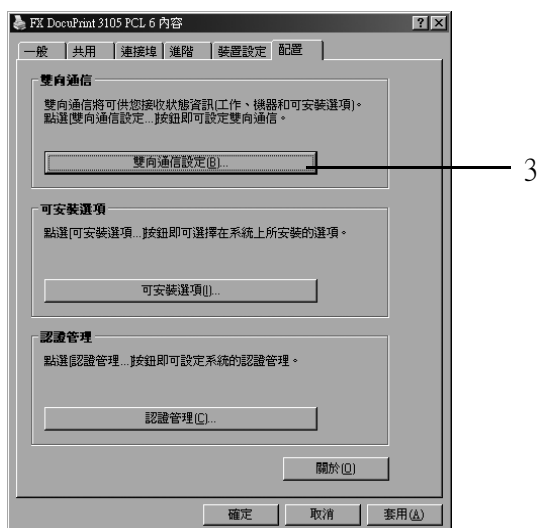 FX DocuPrint 3105 PCL 6 內容
一般 共用 連接埠 進階 裝置設定 配置
雙向通信
雙向通信將可供您接收狀態資訊(工作、機器和可安裝選項)。
點選[雙向通信設定...]按鈕即可設定雙向通信。
雙向通信設定(B)...
3
可安裝選項
點選[可安裝選項...]按鈕即可選擇在系統上所安裝的選項。
可安裝選項(I)...
認證管理
點選[認證管理...]按鈕即可設定系統的認證管理。
認證管理(C)...
關於(O)
確定 取消 套用(A)